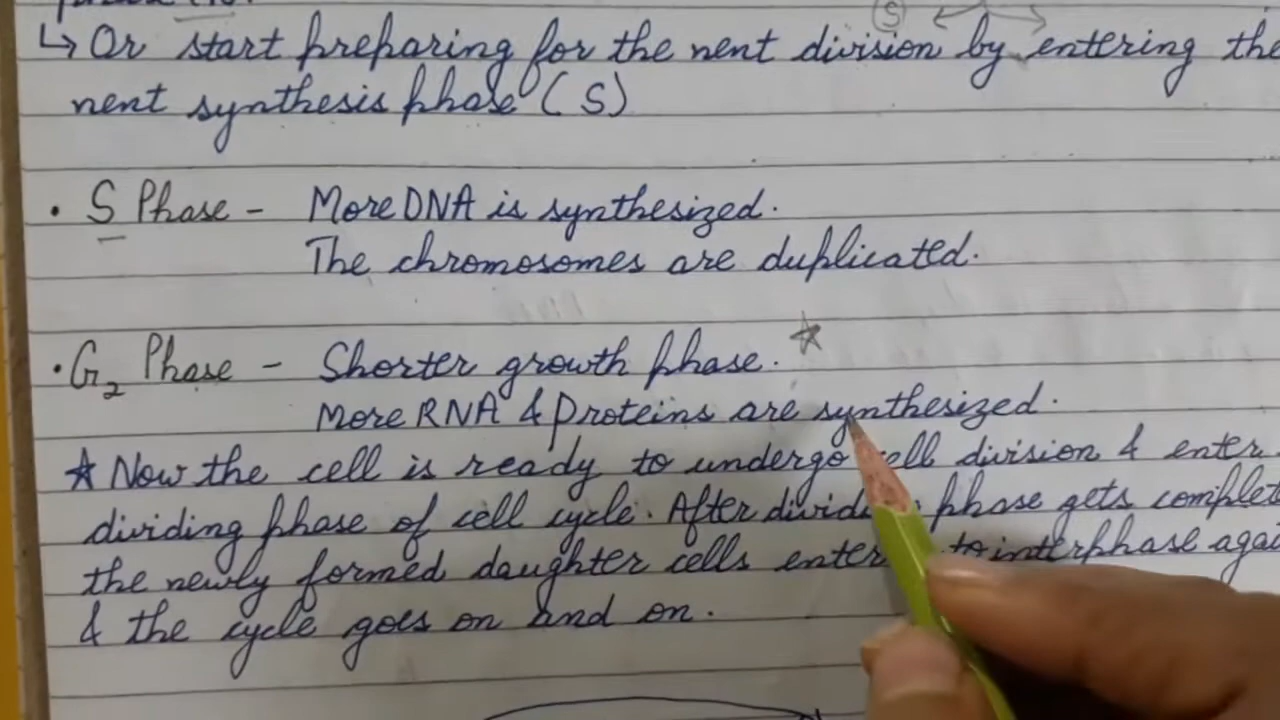 (S)
↳ Or start preparing for the next division by entering the
next synthesis phase (S)
• S Phase - More DNA is synthesized.
The chromosomes are duplicated.
• G₂ Phase - Shorter growth phase. ☆
More RNA & Proteins are synthesized.
★ Now the cell is ready to undergo cell division & enter
dividing phase of cell cycle. After phase gets complet
the newly formed daughter cells enter to interphase agai
& the cycle goes on and on.